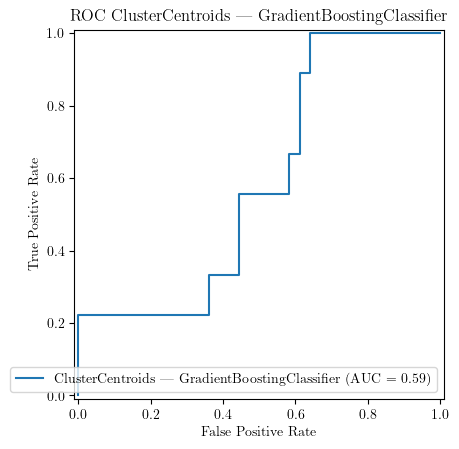 ROC ClusterCentroids — GradientBoostingClassifier
1.0
0.8
0.6
0.4
0.2
0.0
True Positive Rate
ClusterCentroids — GradientBoostingClassifier (AUC = 0.59)
0.0 0.2 0.4 0.6 0.8 1.0
False Positive Rate